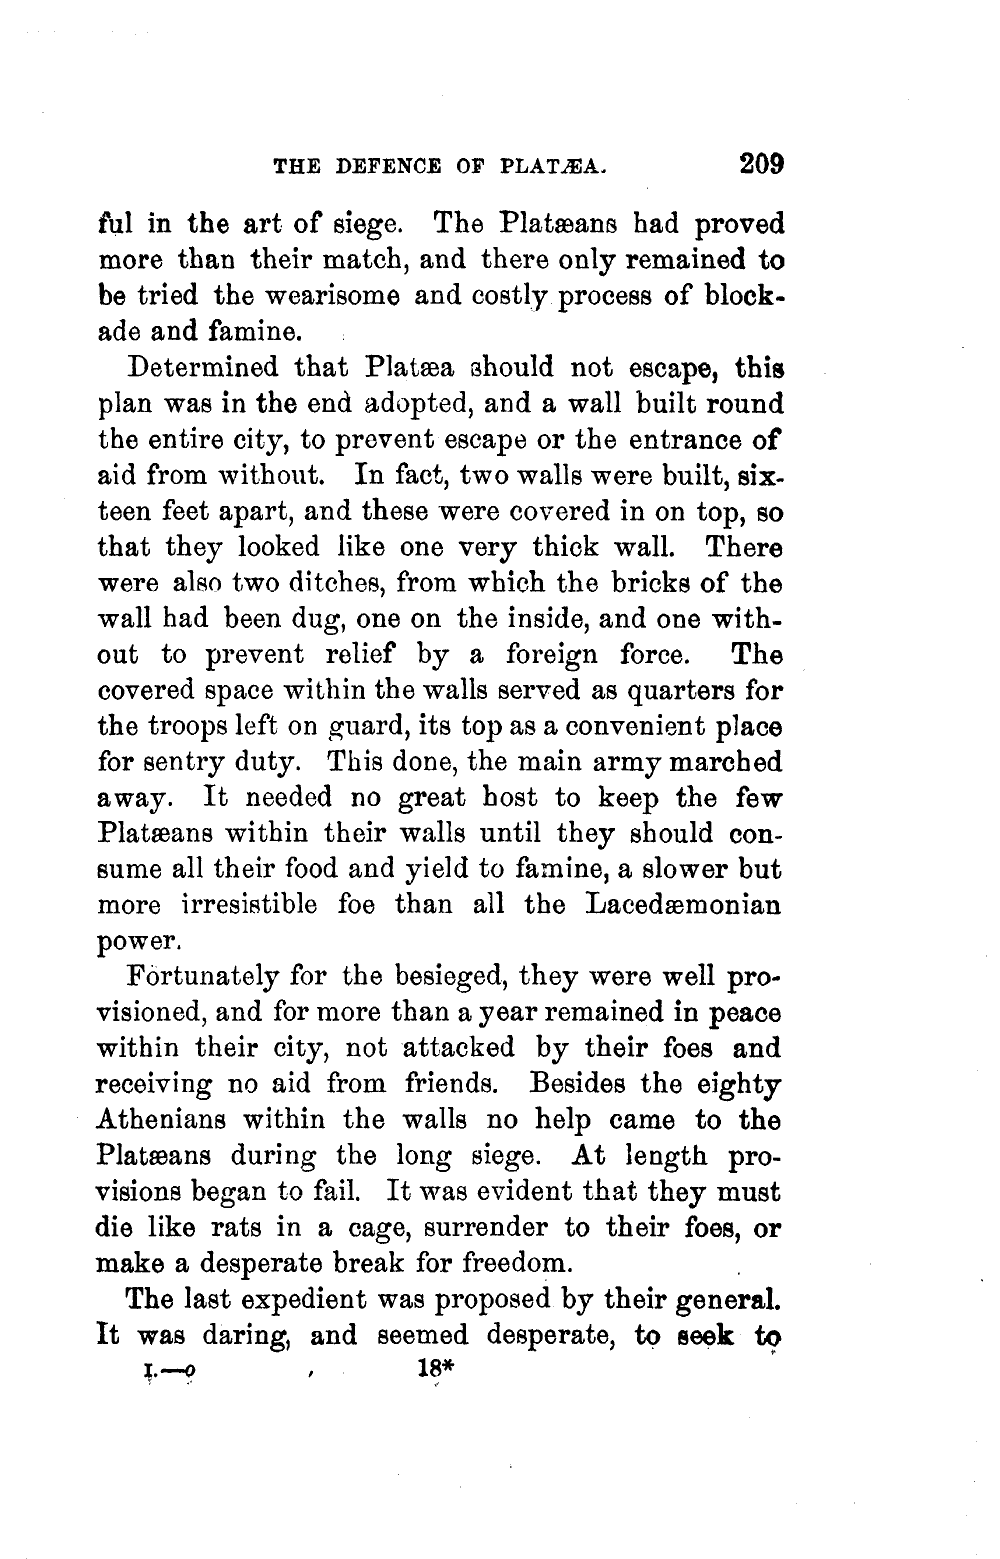 THE DEFENCE OF PLATÆA. 209
ful in the art of siege. The Platæans had proved
more than their match, and there only remained to
be tried the wearisome and costly process of block-
ade and famine.
Determined that Platæa should not escape, this
plan was in the end adopted, and a wall built round
the entire city, to prevent escape or the entrance of
aid from without. In fact, two walls were built, six-
teen feet apart, and these were covered in on top, so
that they looked like one very thick wall. There
were also two ditches, from which the bricks of the
wall had been dug, one on the inside, and one with-
out to prevent relief by a foreign force. The
covered space within the walls served as quarters for
the troops left on guard, its top as a convenient place
for sentry duty. This done, the main army marched
away. It needed no great host to keep the few
Platæans within their walls until they should con-
sume all their food and yield to famine, a slower but
more irresistible foe than all the Lacedæmonian
power.
Fortunately for the besieged, they were well pro-
visioned, and for more than a year remained in peace
within their city, not attacked by their foes and
receiving no aid from friends. Besides the eighty
Athenians within the walls no help came to the
Platæans during the long siege. At length pro-
visions began to fail. It was evident that they must
die like rats in a cage, surrender to their foes, or
make a desperate break for freedom.
The last expedient was proposed by their general.
It was daring, and seemed desperate, to seek to
I.—o 18*